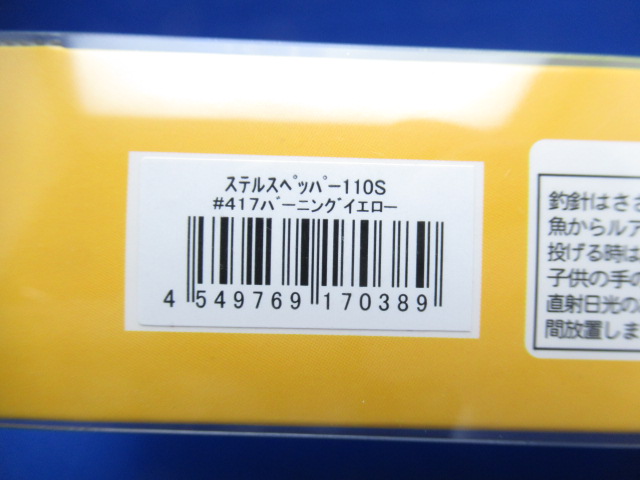 ｽﾃﾙｽﾍﾟｯﾊﾟｰ110S
#417ﾊﾞｰﾆﾝｸﾞｲｴﾛｰ
4 549769 170389
釣針はささ
魚からルア
投げる時は
子供の手の
直射日光の
間放置しま